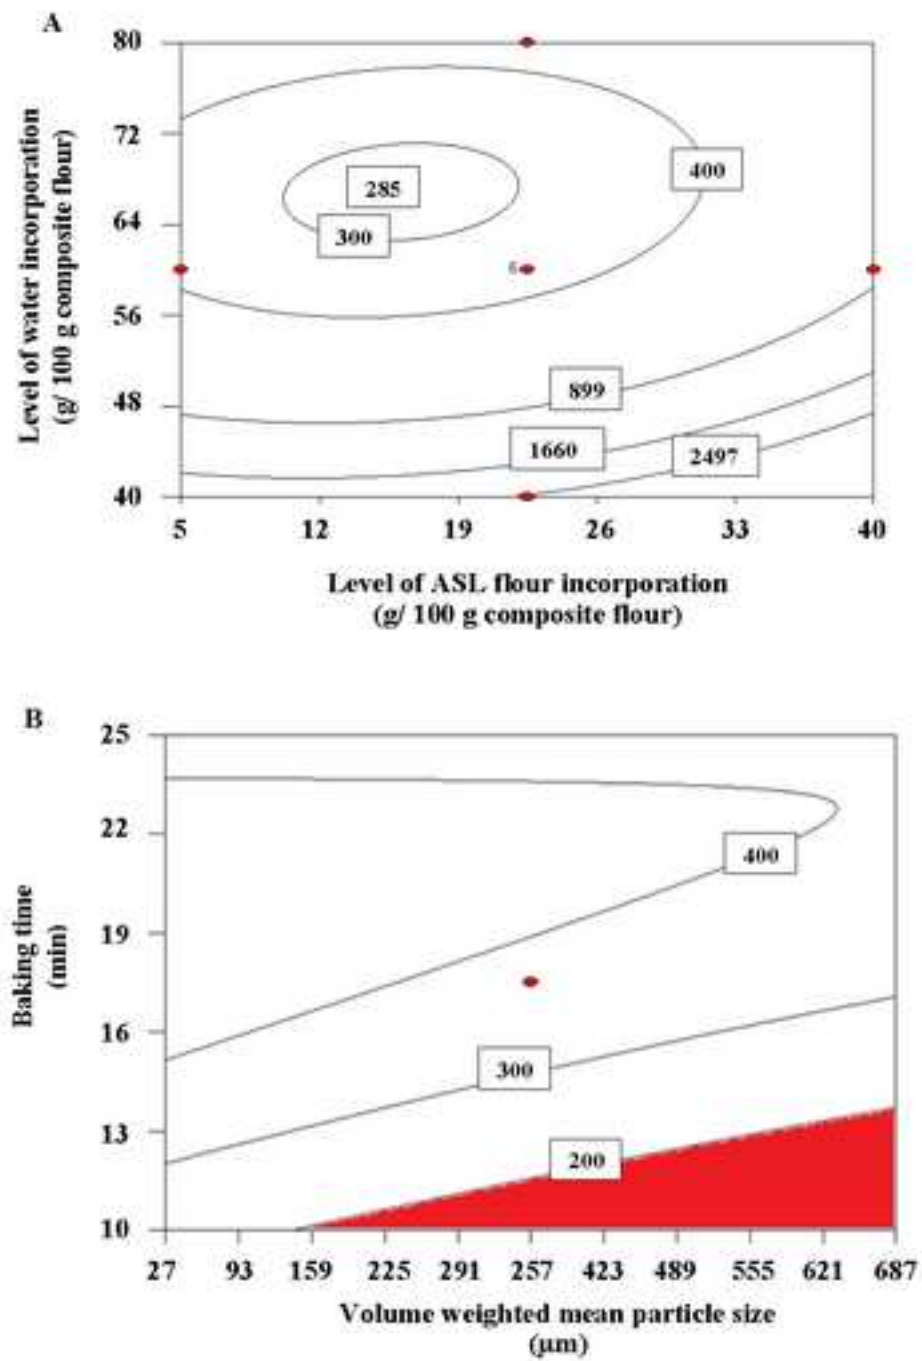 A
80
72
64
56
48
40
Level of water incorporation
(g/ 100 g composite flour)
285
300
400
6
899
1660
2497
5 12 19 26 33 40
Level of ASL flour incorporation
(g/ 100 g composite flour)
B
25
22
19
16
13
10
Baking time
(min)
400
300
200
27 93 159 225 291 257 423 489 555 621 687
Volume weighted mean particle size
(μm)